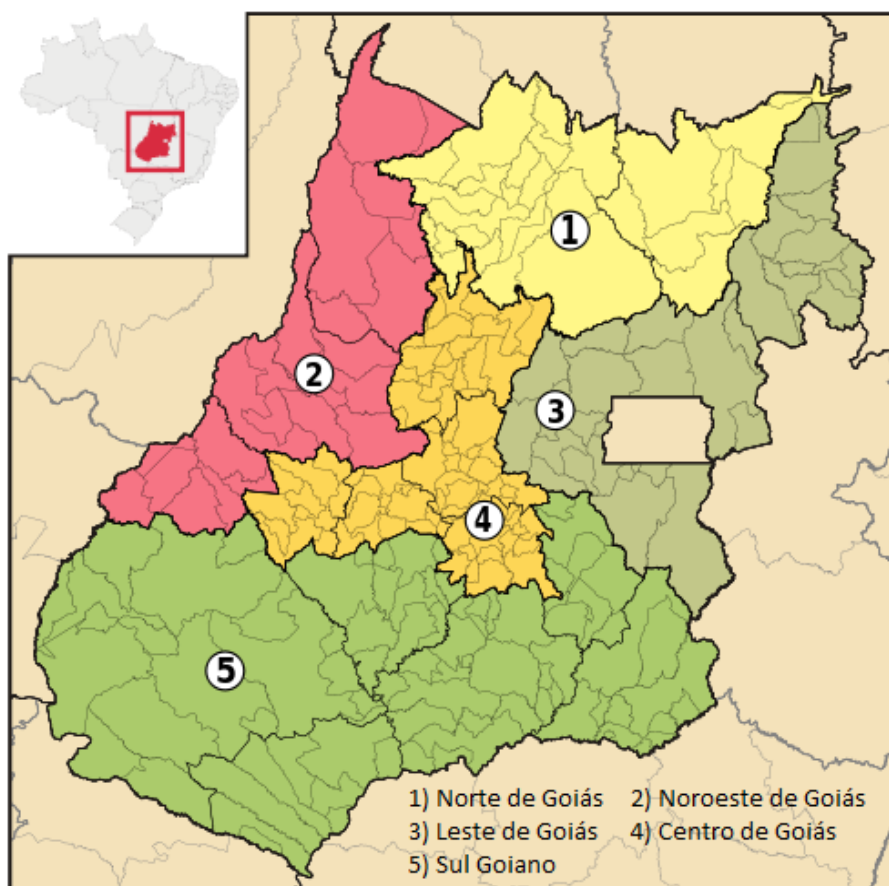 1
2
3
4
5
1) Norte de Goiás 2) Noroeste de Goiás
3) Leste de Goiás 4) Centro de Goiás
5) Sul Goiano